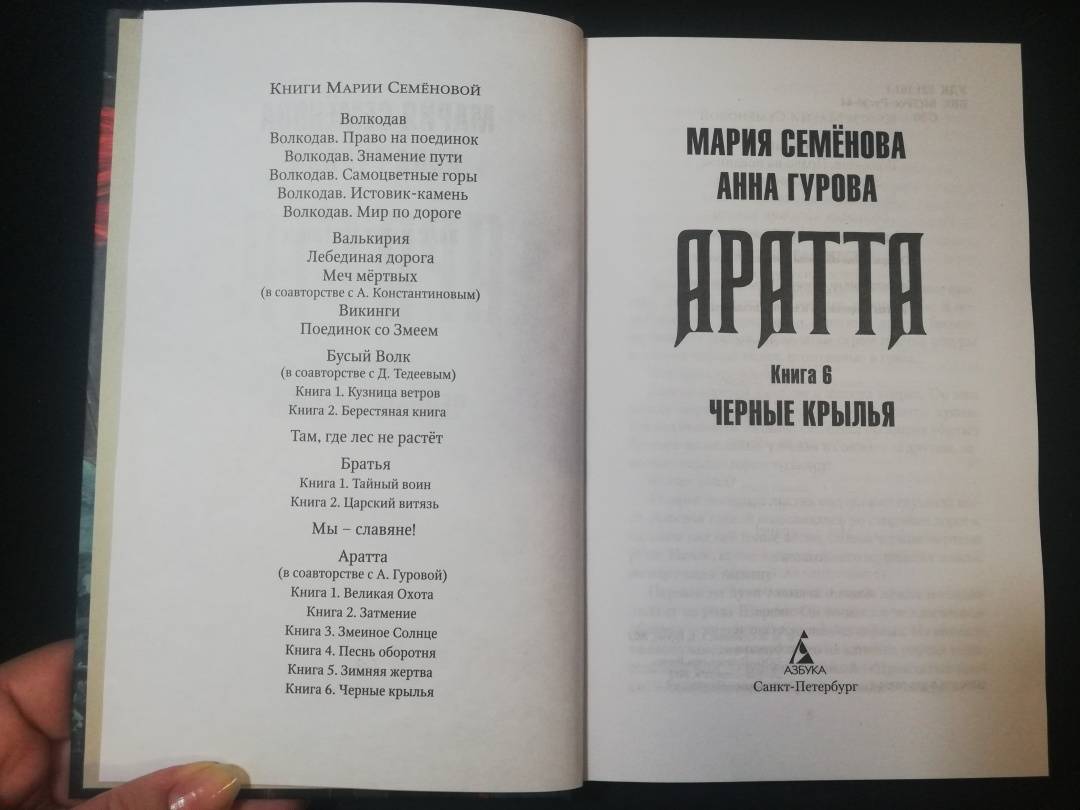 Книги Марии Семёновой
Волкодав
Волкодав. Право на поединок
Волкодав. Знамение пути
Волкодав. Самоцветные горы
Волкодав. Истовик-камень
Волкодав. Мир по дороге
Валькирия
Лебединая дорога
Меч мёртвых
(в соавторстве с А. Константиновым)
Викинги
Поединок со Змеем
Бусый Волк
(в соавторстве с Д. Тедеевым)
Книга 1. Кузница ветров
Книга 2. Берестяная книга
Там, где лес не растёт
Братья
Книга 1. Тайный воин
Книга 2. Царский витязь
Мы – славяне!
Аратта
(в соавторстве с А. Гуровой)
Книга 1. Великая Охота
Книга 2. Затмение
Книга 3. Змеиное Солнце
Книга 4. Песнь оборотня
Книга 5. Зимняя жертва
Книга 6. Черные крылья
МАРИЯ СЕМЁНОВА
АННА ГУРОВА
АРАТТА
Книга 6
ЧЕРНЫЕ КРЫЛЬЯ
АЗБУКА
Санкт-Петербург